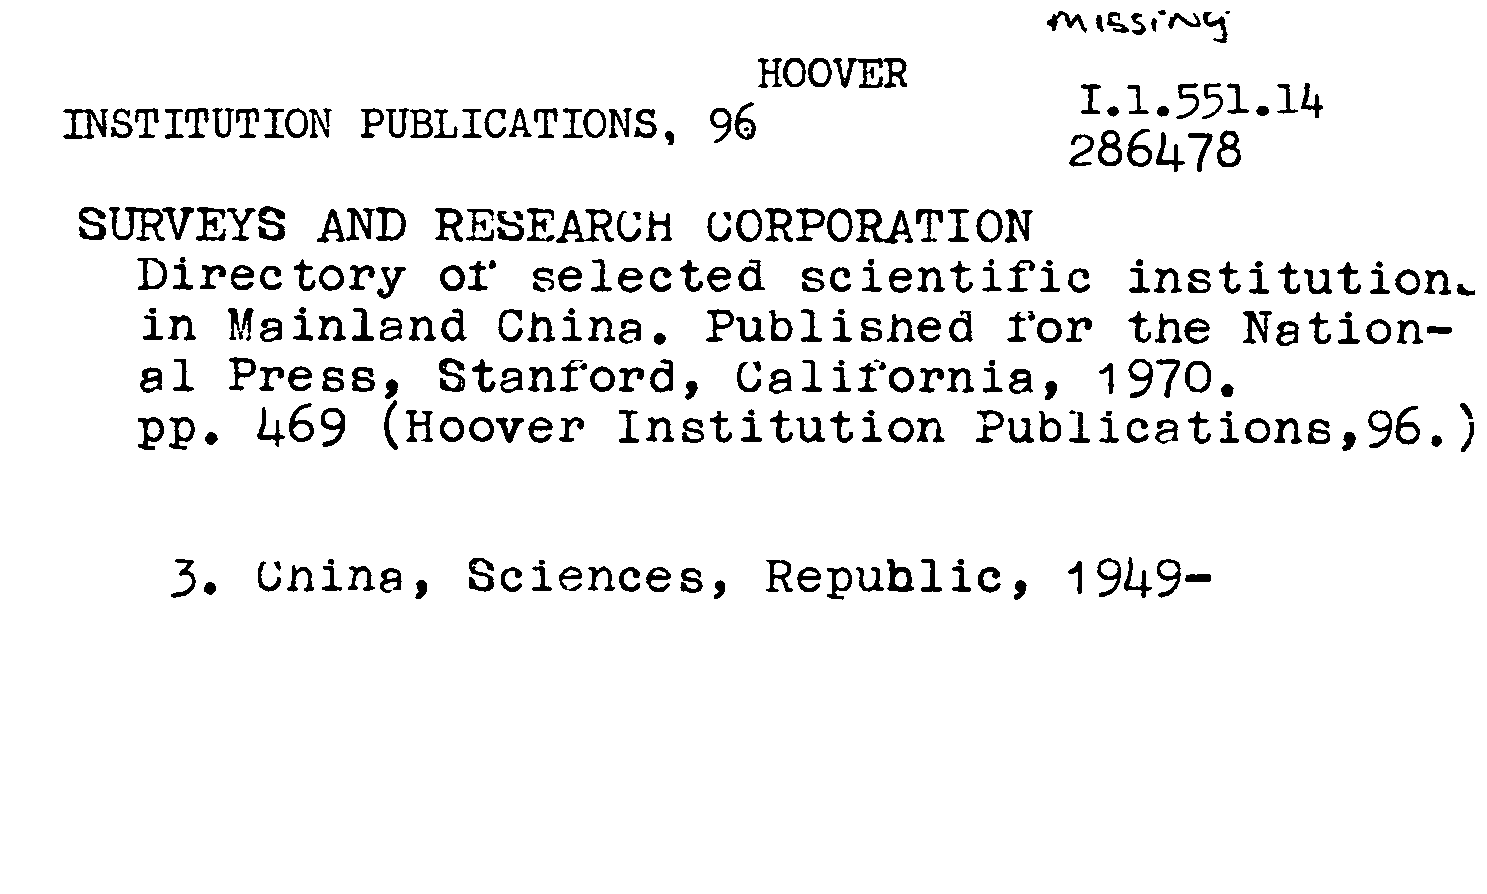 missing
HOOVER
INSTITUTION PUBLICATIONS, 96
I.1.551.14
286478
SURVEYS AND RESEARCH CORPORATION
Directory of selected scientific institution
in Mainland China. Published for the Nation-
al Press, Stanford, California, 1970.
pp. 469 (Hoover Institution Publications,96.)
3. China, Sciences, Republic, 1949-